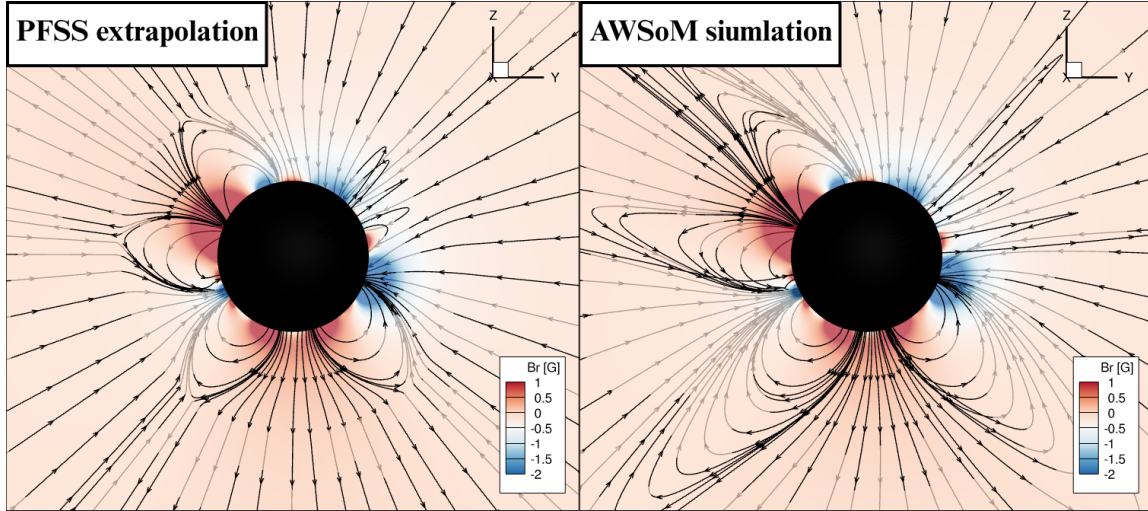 PFSS extrapolation
Z
X
Y
Br [G]
1
0.5
0
-0.5
-1
-1.5
-2
AWSoM siumlation
Z
X
Y
Br [G]
1
0.5
0
-0.5
-1
-1.5
-2